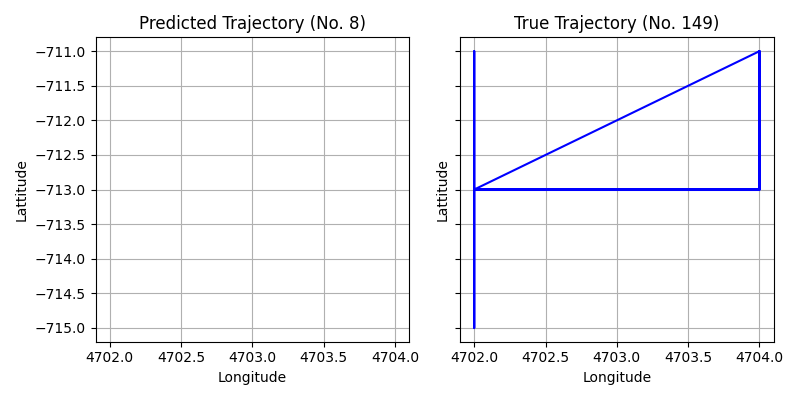 Predicted Trajectory (No. 8)
True Trajectory (No. 149)
Lattitude
−711.0
−711.5
−712.0
−712.5
−713.0
−713.5
−714.0
−714.5
−715.0
4702.0 4702.5 4703.0 4703.5 4704.0
Longitude
Lattitude
4702.0 4702.5 4703.0 4703.5 4704.0
Longitude